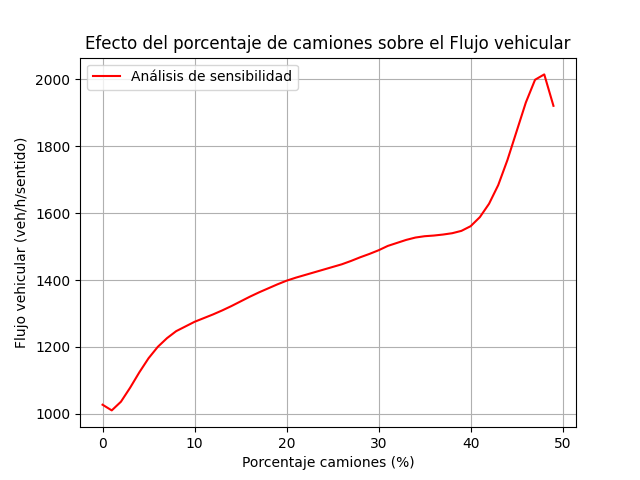 Efecto del porcentaje de camiones sobre el Flujo vehicular
Análisis de sensibilidad
Flujo vehicular (veh/h/sentido)
2000
1800
1600
1400
1200
1000
0 10 20 30 40 50
Porcentaje camiones (%)